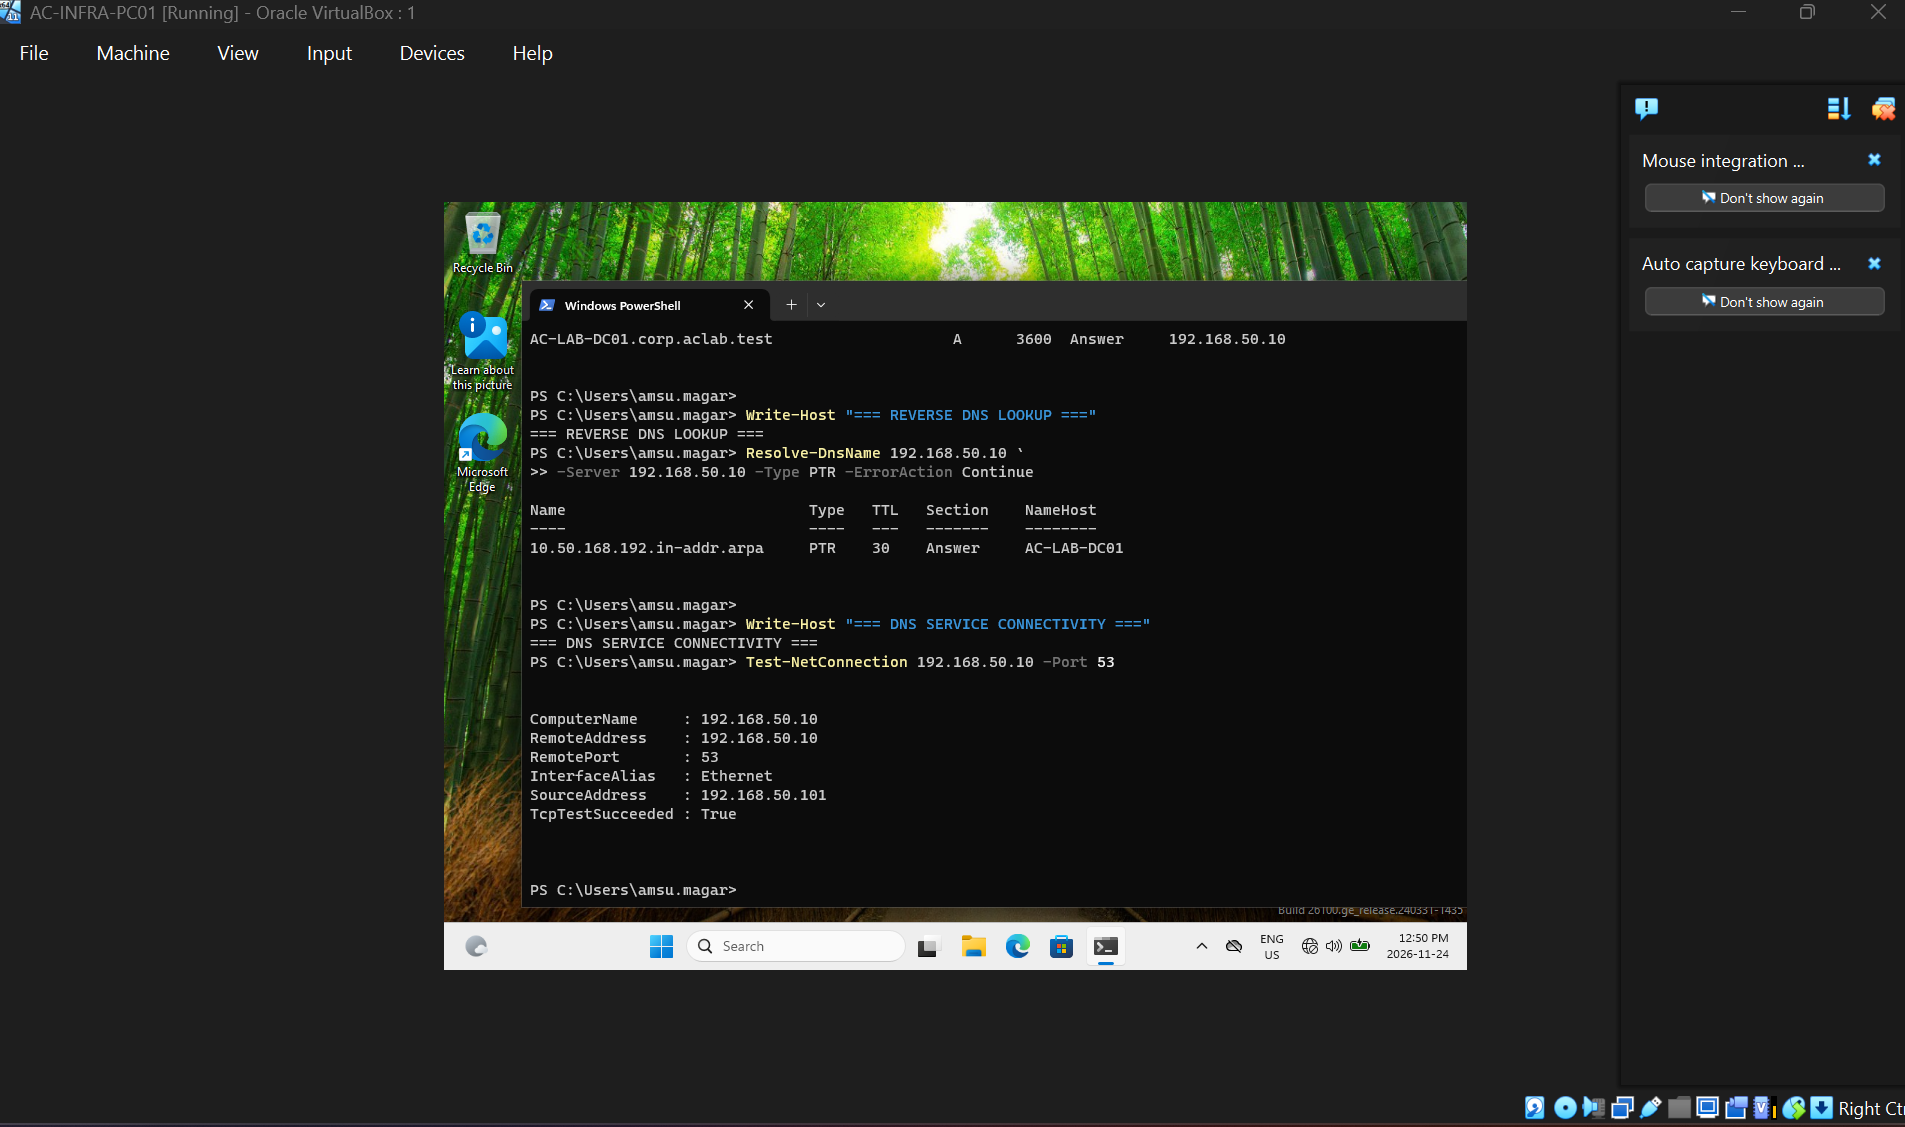 AC-INFRA-PC01 [Running] - Oracle VirtualBox : 1
File Machine View Input Devices Help
Mouse integration ...
Don't show again
Auto capture keyboard ...
Don't show again
Recycle Bin
Learn about
this picture
Microsoft
Edge
Windows PowerShell
AC-LAB-DC01.corp.aclab.test A 3600 Answer 192.168.50.10
PS C:\Users\amsu.magar>
PS C:\Users\amsu.magar> Write-Host "=== REVERSE DNS LOOKUP ==="
=== REVERSE DNS LOOKUP ===
PS C:\Users\amsu.magar> Resolve-DnsName 192.168.50.10 `
>> -Server 192.168.50.10 -Type PTR -ErrorAction Continue
Name Type TTL Section NameHost
---- ---- --- ------- --------
10.50.168.192.in-addr.arpa PTR 30 Answer AC-LAB-DC01
PS C:\Users\amsu.magar>
PS C:\Users\amsu.magar> Write-Host "=== DNS SERVICE CONNECTIVITY ==="
=== DNS SERVICE CONNECTIVITY ===
PS C:\Users\amsu.magar> Test-NetConnection 192.168.50.10 -Port 53
ComputerName : 192.168.50.10
RemoteAddress : 192.168.50.10
RemotePort : 53
InterfaceAlias : Ethernet
SourceAddress : 192.168.50.101
TcpTestSucceeded : True
PS C:\Users\amsu.magar>
Build 26100.ge_release.240331-1435
Search
ENG
US
12:50 PM
2026-11-24
Right Ct